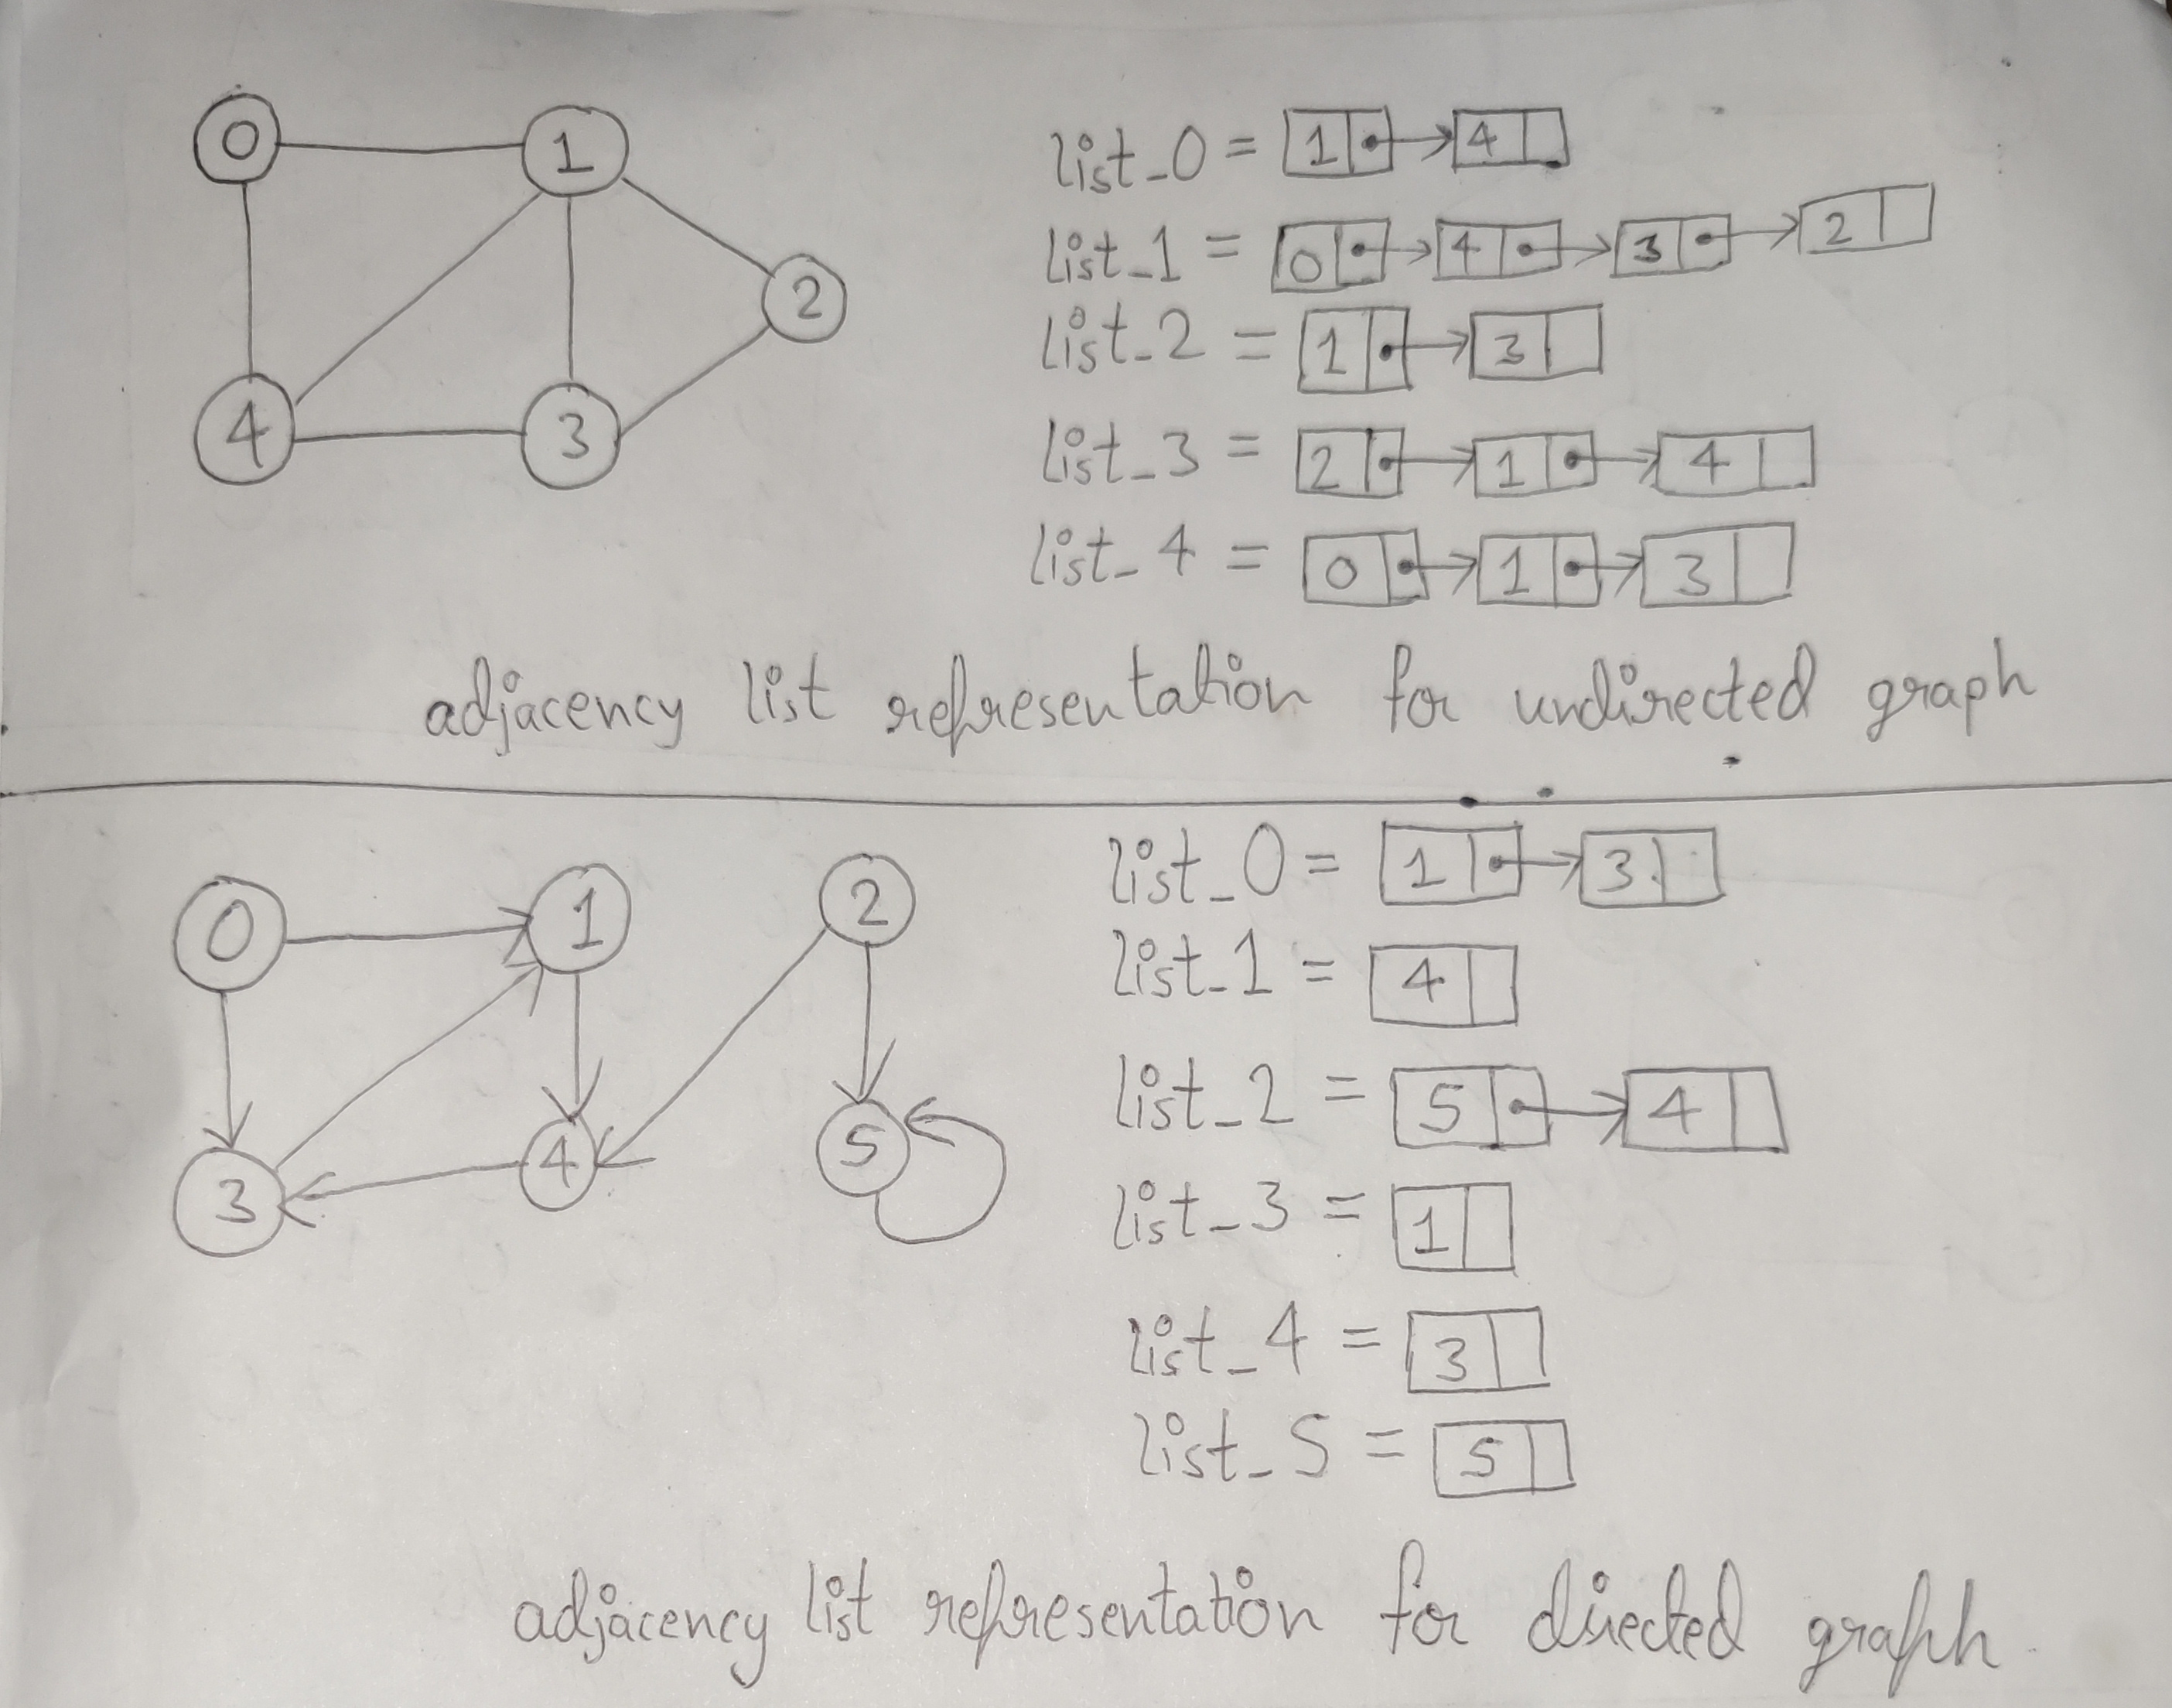 0 1
2
4 3
list_0 = 1 4
list_1 = 0 4 3 2
list_2 = 1 3
list_3 = 2 1 4
list_4 = 0 1 3
adjacency list representation for undirected graph
0 1 2
3 4 5
list_0 = 1 3
list_1 = 4
list_2 = 5 4
list_3 = 1
list_4 = 3
list_5 = 5
adjacency list representation for directed graph